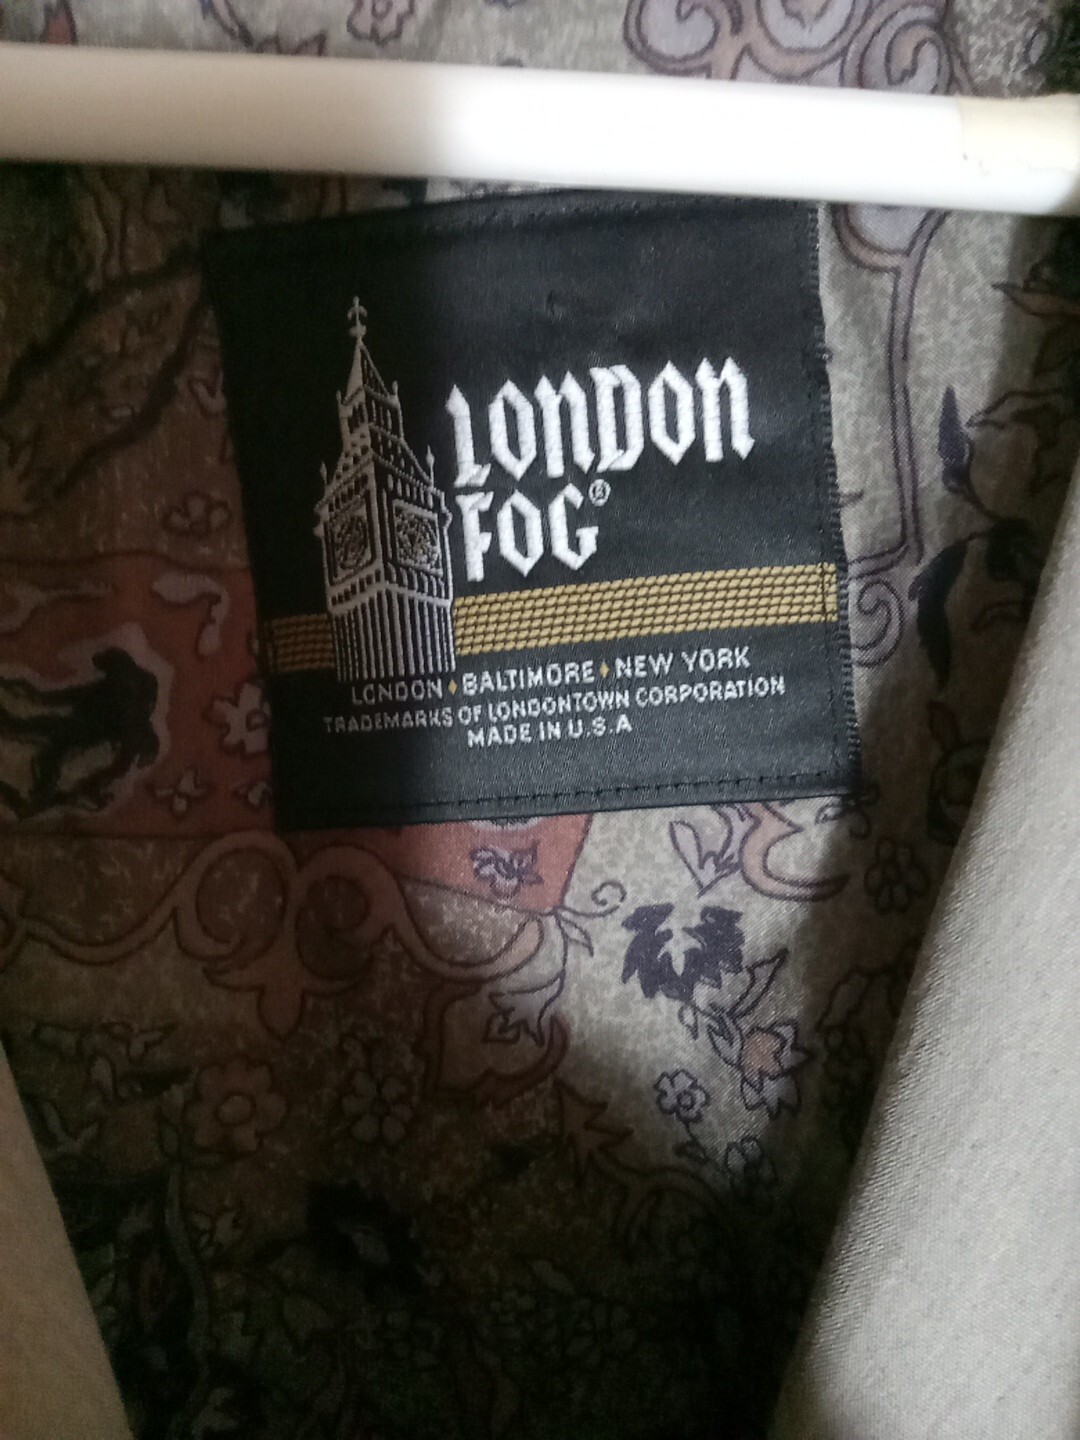 LONDON
FOG®
LONDON ♦ BALTIMORE ♦ NEW YORK
TRADEMARKS OF LONDONTOWN CORPORATION
MADE IN U.S.A